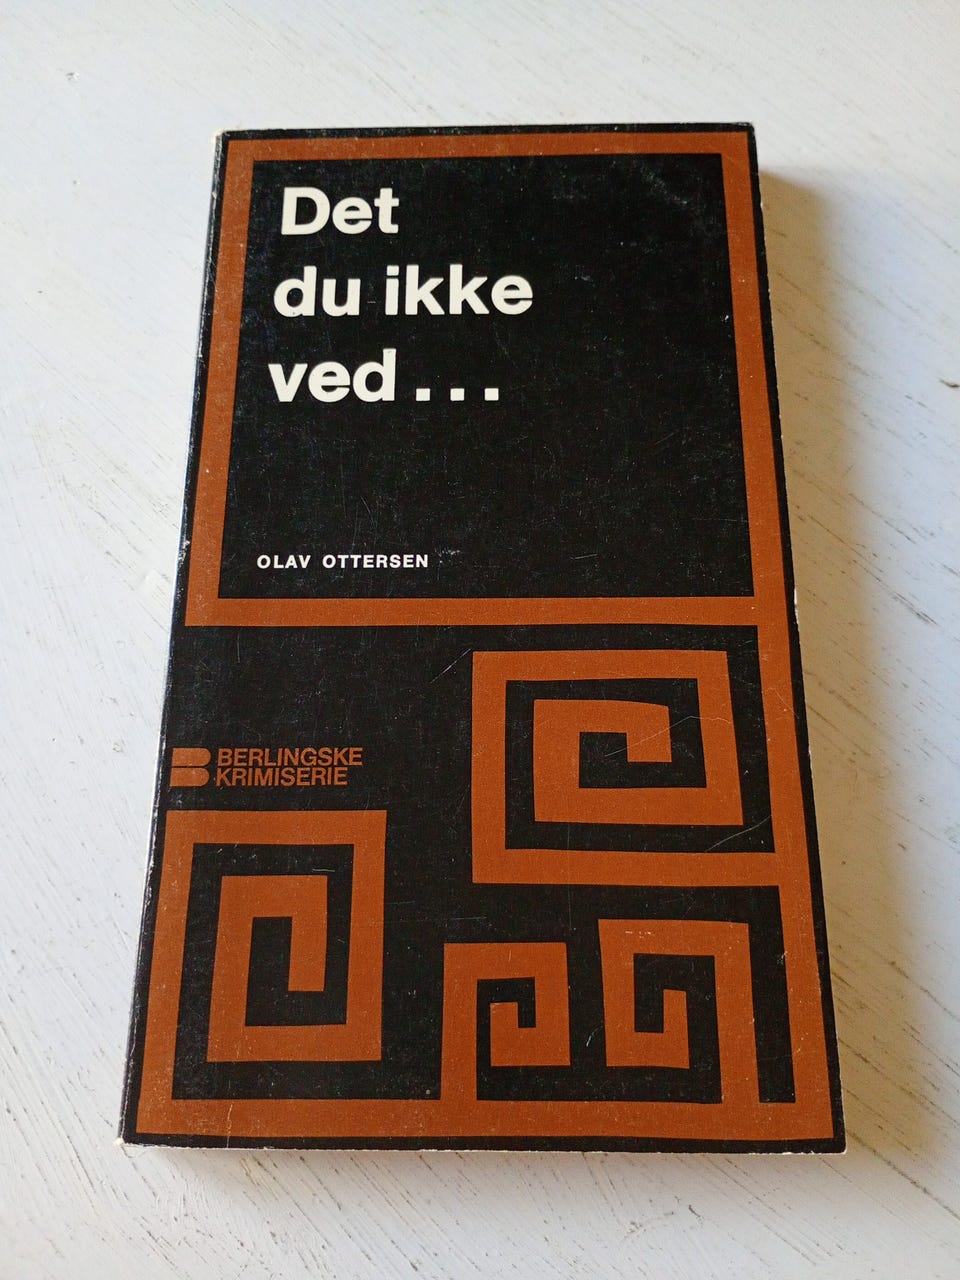 Det
du ikke
ved...
OLAV OTTERSEN
BERLINGSKE
KRIMISERIE